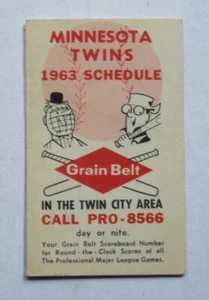 MINNESOTA
TWINS
1963 SCHEDULE
Grain Belt
IN THE TWIN CITY AREA
CALL PRO-8566
day or nite.
Your Grain Belt Scoreboard Number
for Round-the-Clock Scores of all
The Professional Major League Games.